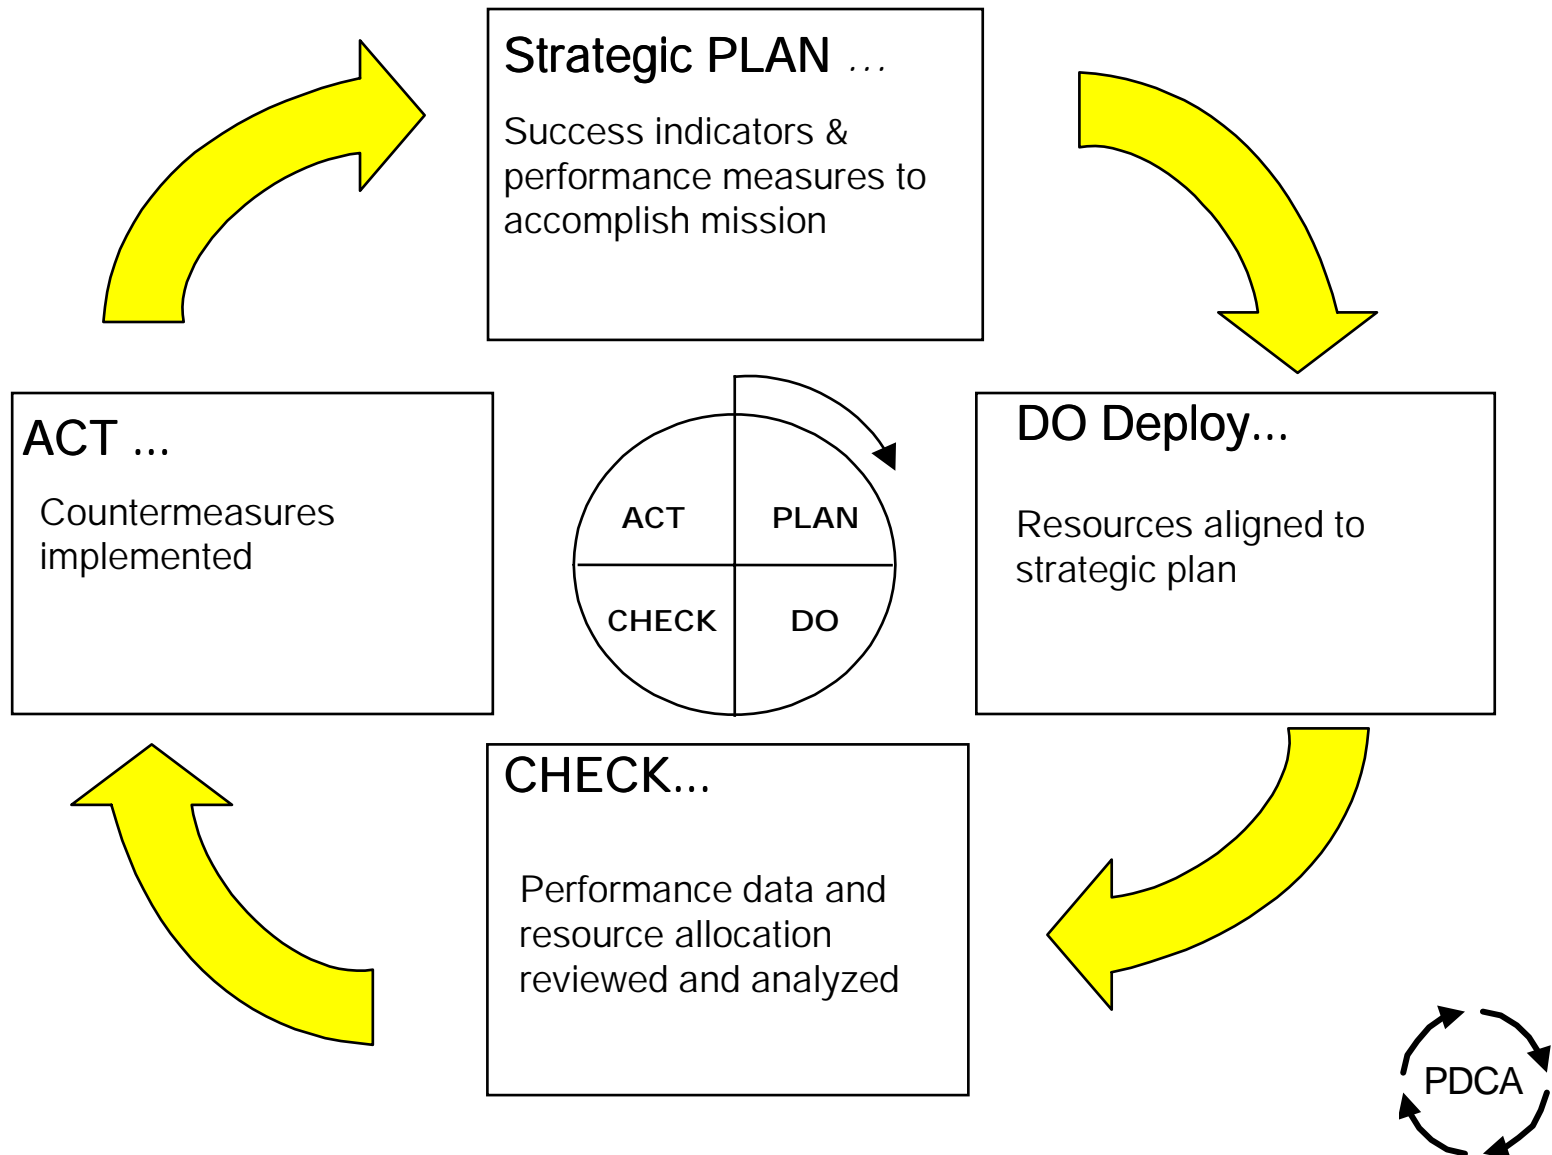 Strategic PLAN ...
Success indicators &
performance measures to
accomplish mission
ACT ...
Countermeasures
implemented
ACT
PLAN
CHECK
DO
DO Deploy...
Resources aligned to
strategic plan
CHECK...
Performance data and
resource allocation
reviewed and analyzed
PDCA